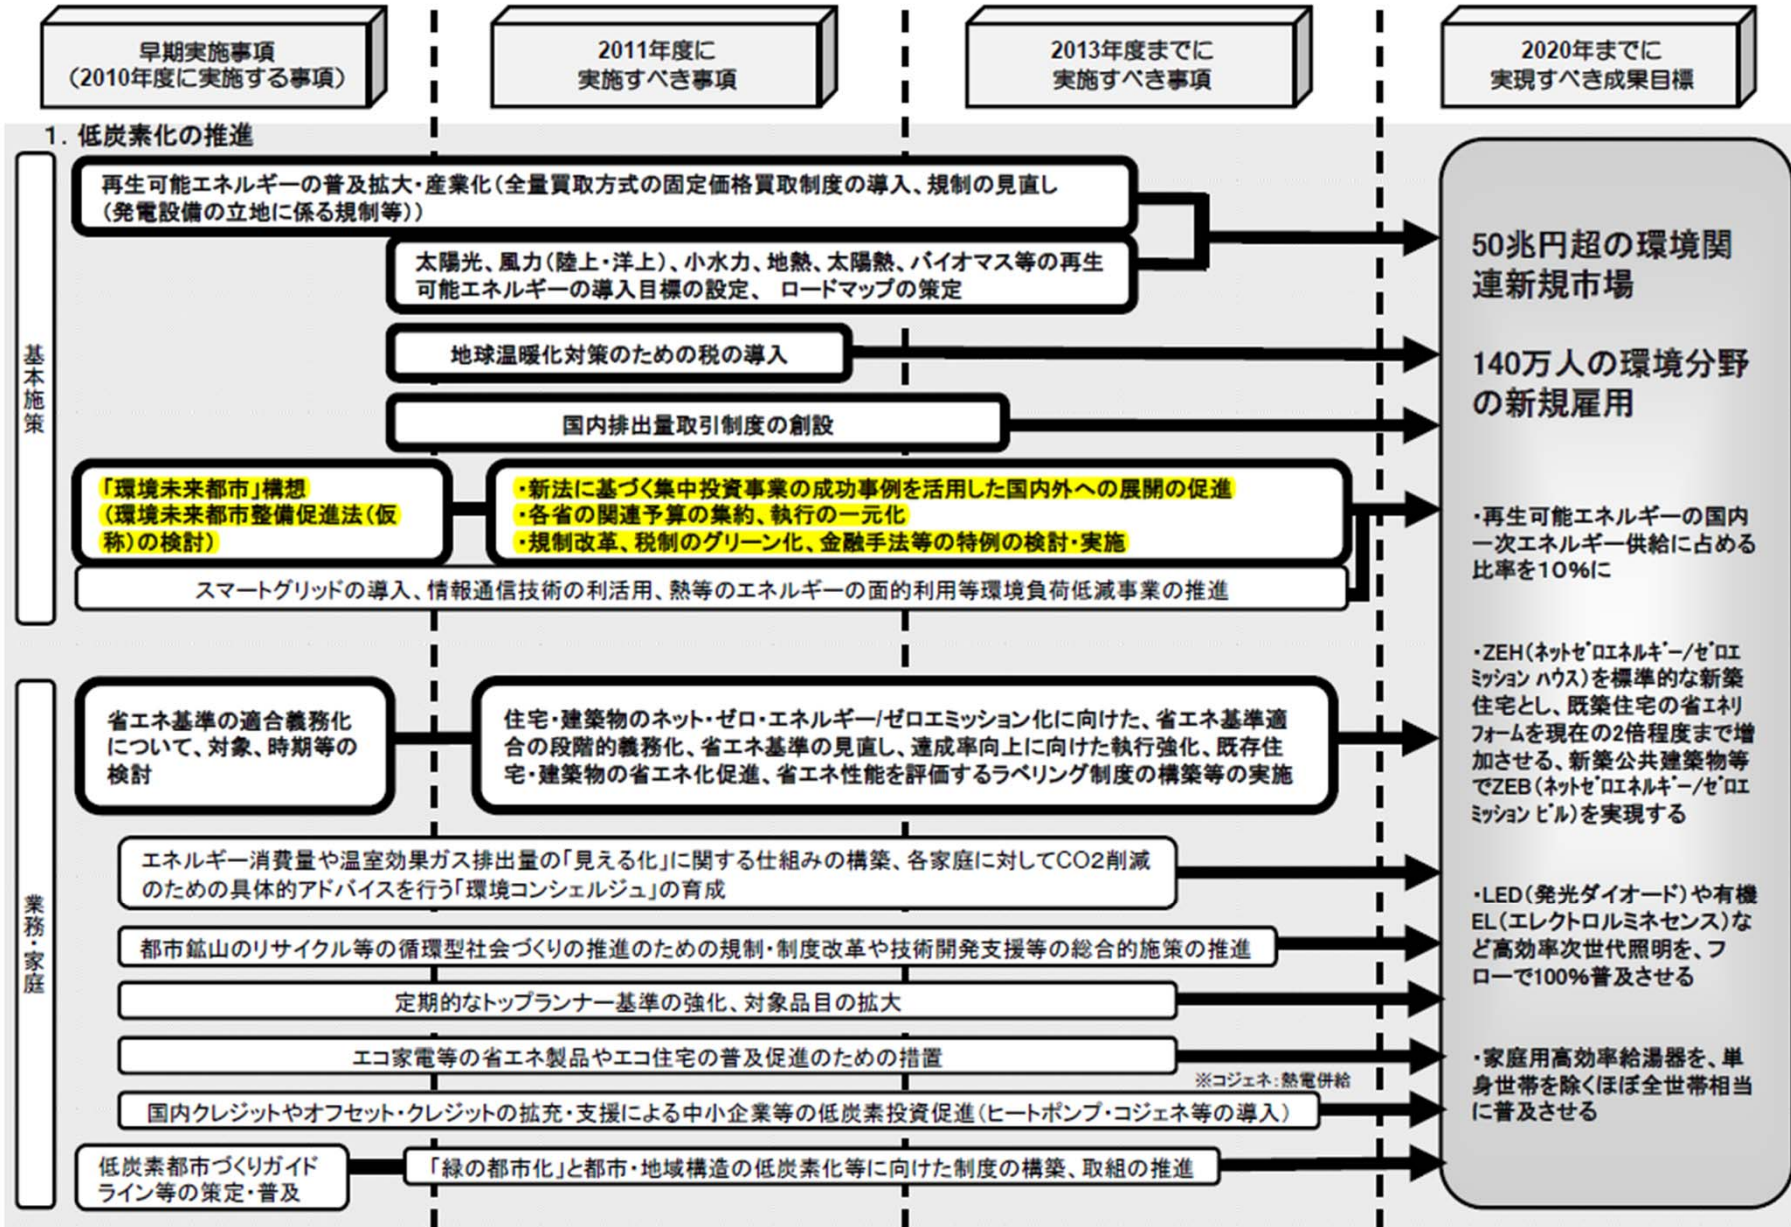 早期実施事項
(2010年度に実施する事項)
2011年度に
実施すべき事項
2013年度までに
実施すべき事項
2020年までに
実現すべき成果目標
1. 低炭素化の推進
基本施策
再生可能エネルギーの普及拡大・産業化(全量買取方式の固定価格買取制度の導入、規制の見直し
(発電設備の立地に係る規制等))
太陽光、風力(陸上・洋上)、小水力、地熱、太陽熱、バイオマス等の再生
可能エネルギーの導入目標の設定、 ロードマップの策定
地球温暖化対策のための税の導入
国内排出量取引制度の創設
「環境未来都市」構想
(環境未来都市整備促進法(仮
称)の検討)
・新法に基づく集中投資事業の成功事例を活用した国内外への展開の促進
・各省の関連予算の集約、執行の一元化
・規制改革、税制のグリーン化、金融手法等の特例の検討・実施
スマートグリッドの導入、情報通信技術の利活用、熱等のエネルギーの面的利用等環境負荷低減事業の推進
業務・家庭
省エネ基準の適合義務化
について、対象、時期等の
検討
住宅・建築物のネット・ゼロ・エネルギー/ゼロエミッション化に向けた、省エネ基準適
合の段階的義務化、省エネ基準の見直し、達成率向上に向けた執行強化、既存住
宅・建築物の省エネ化促進、省エネ性能を評価するラベリング制度の構築等の実施
エネルギー消費量や温室効果ガス排出量の「見える化」に関する仕組みの構築、各家庭に対してCO2削減
のための具体的アドバイスを行う「環境コンシェルジュ」の育成
都市鉱山のリサイクル等の循環型社会づくりの推進のための規制・制度改革や技術開発支援等の総合的施策の推進
定期的なトップランナー基準の強化、対象品目の拡大
エコ家電等の省エネ製品やエコ住宅の普及促進のための措置
※コジェネ:熱電併給
国内クレジットやオフセット・クレジットの拡充・支援による中小企業等の低炭素投資促進(ヒートポンプ・コジェネ等の導入)
低炭素都市づくりガイド
ライン等の策定・普及
「緑の都市化」と都市・地域構造の低炭素化等に向けた制度の構築、取組の推進
50兆円超の環境関
連新規市場
140万人の環境分野
の新規雇用
・再生可能エネルギーの国内
一次エネルギー供給に占める
比率を10%に
・ZEH(ﾈｯﾄｾﾞﾛｴﾈﾙｷﾞｰ/ｾﾞﾛｴ
ﾐｯｼｮﾝ ﾊｳｽ)を標準的な新築
住宅とし、既築住宅の省エネリ
フォームを現在の2倍程度まで増
加させる、新築公共建築物等
でZEB(ﾈｯﾄｾﾞﾛｴﾈﾙｷﾞｰ/ｾﾞﾛｴ
ﾐｯｼｮﾝ ﾋﾞﾙ)を実現する
・LED(発光ダイオード)や有機
EL(エレクトロルミネセンス)な
ど高効率次世代照明を、フ
ローで100%普及させる
・家庭用高効率給湯器を、単
身世帯を除くほぼ全世帯相当
に普及させる